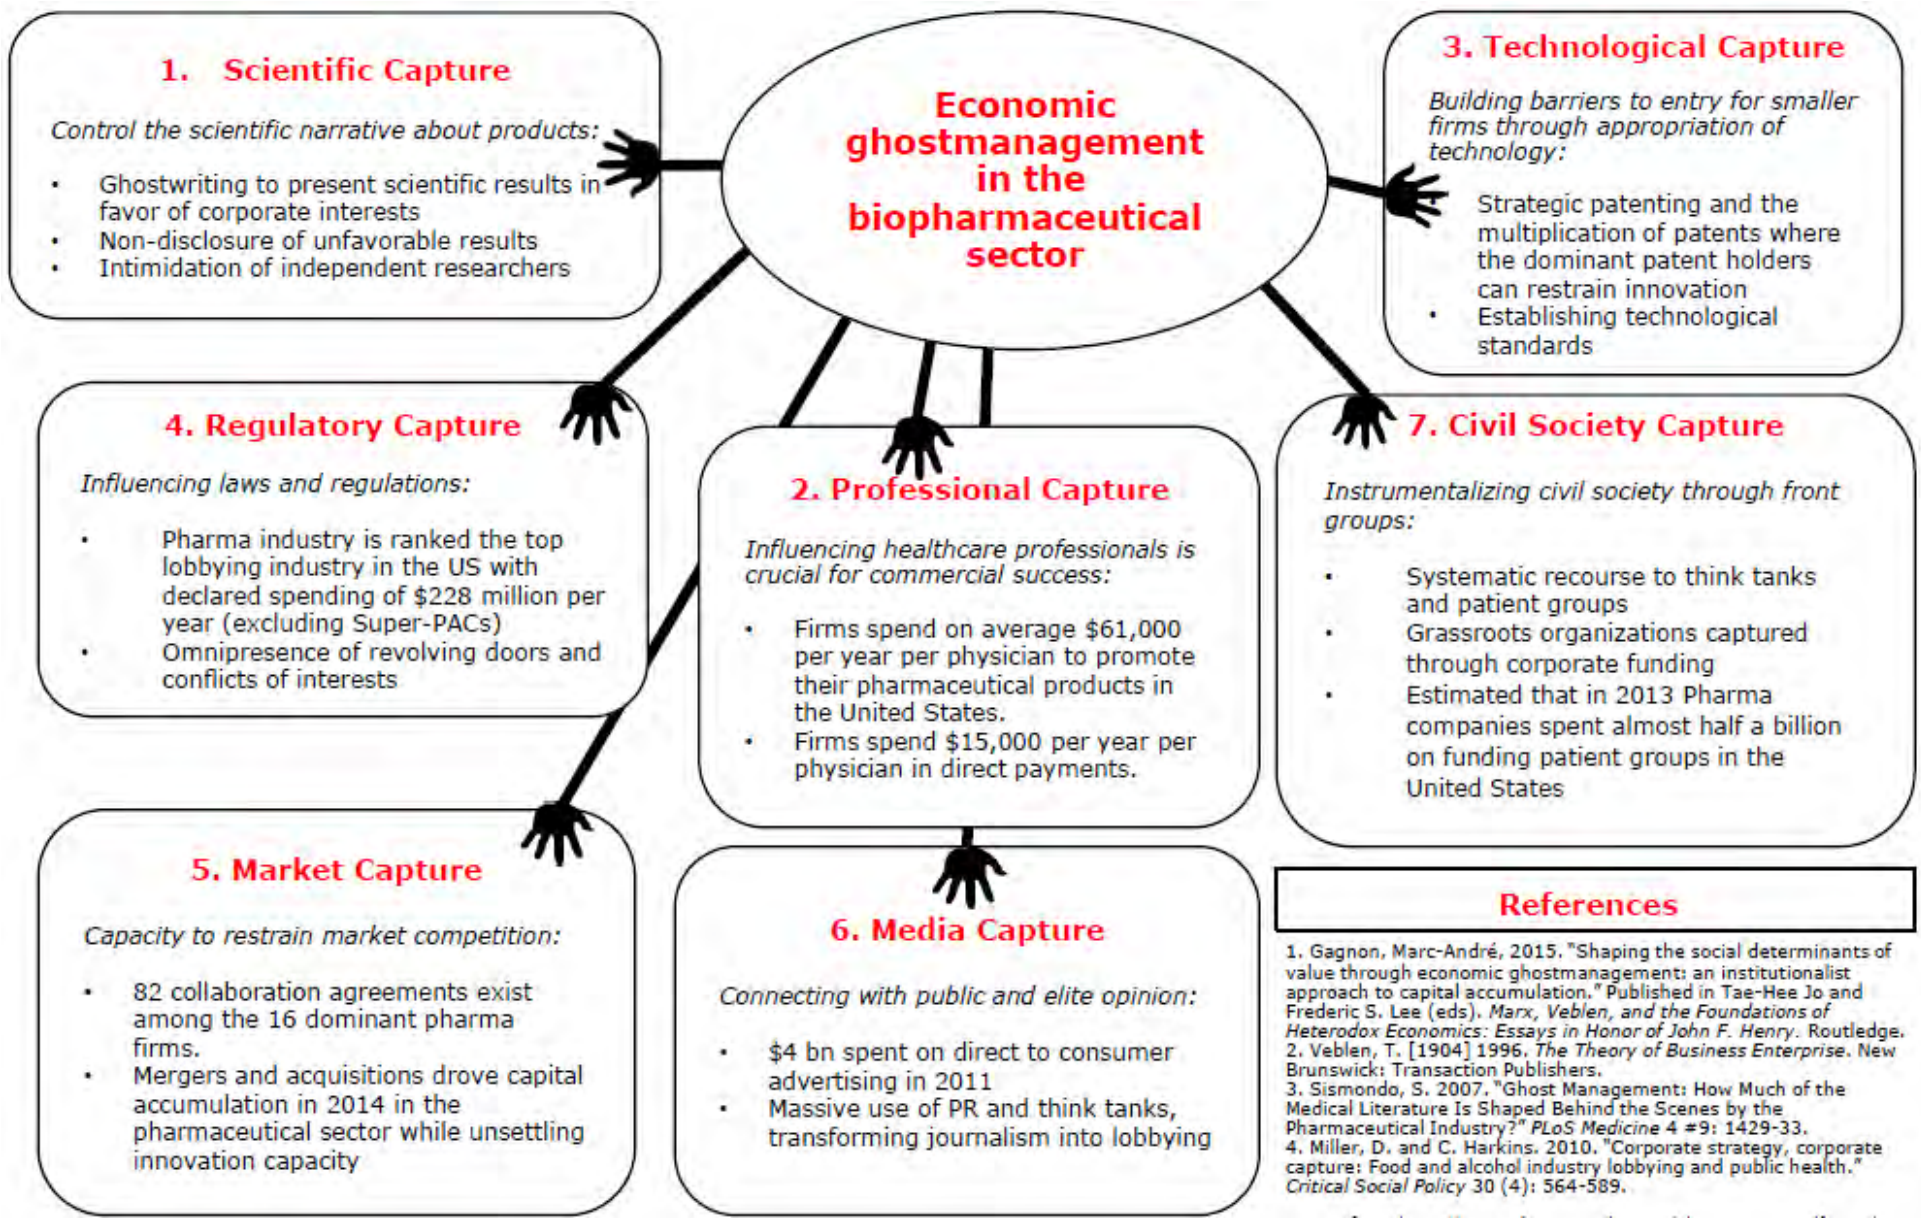 Economic
ghostmanagement
in the
biopharmaceutical
sector
1. Scientific Capture
Control the scientific narrative about products:
• Ghostwriting to present scientific results in
favor of corporate interests
• Non-disclosure of unfavorable results
• Intimidation of independent researchers
3. Technological Capture
Building barriers to entry for smaller
firms through appropriation of
technology:
Strategic patenting and the
multiplication of patents where
the dominant patent holders
can restrain innovation
• Establishing technological
standards
4. Regulatory Capture
Influencing laws and regulations:
• Pharma industry is ranked the top
lobbying industry in the US with
declared spending of $228 million per
year (excluding Super-PACs)
• Omnipresence of revolving doors and
conflicts of interests
2. Professional Capture
Influencing healthcare professionals is
crucial for commercial success:
• Firms spend on average $61,000
per year per physician to promote
their pharmaceutical products in
the United States.
• Firms spend $15,000 per year per
physician in direct payments.
7. Civil Society Capture
Instrumentalizing civil society through front
groups:
• Systematic recourse to think tanks
and patient groups
• Grassroots organizations captured
through corporate funding
• Estimated that in 2013 Pharma
companies spent almost half a billion
on funding patient groups in the
United States
5. Market Capture
Capacity to restrain market competition:
• 82 collaboration agreements exist
among the 16 dominant pharma
firms.
• Mergers and acquisitions drove capital
accumulation in 2014 in the
pharmaceutical sector while unsettling
innovation capacity
6. Media Capture
Connecting with public and elite opinion:
• $4 bn spent on direct to consumer
advertising in 2011
• Massive use of PR and think tanks,
transforming journalism into lobbying
References
1. Gagnon, Marc-André, 2015. "Shaping the social determinants of
value through economic ghostmanagement: an institutionalist
approach to capital accumulation." Published in Tae-Hee Jo and
Frederic S. Lee (eds). Marx, Veblen, and the Foundations of
Heterodox Economics: Essays in Honor of John F. Henry. Routledge.
2. Veblen, T. [1904] 1996. The Theory of Business Enterprise. New
Brunswick: Transaction Publishers.
3. Sismondo, S. 2007. "Ghost Management: How Much of the
Medical Literature Is Shaped Behind the Scenes by the
Pharmaceutical Industry?" PLoS Medicine 4 #9: 1429-33.
4. Miller, D. and C. Harkins. 2010. "Corporate strategy, corporate
capture: Food and alcohol industry lobbying and public health."
Critical Social Policy 30 (4): 564-589.